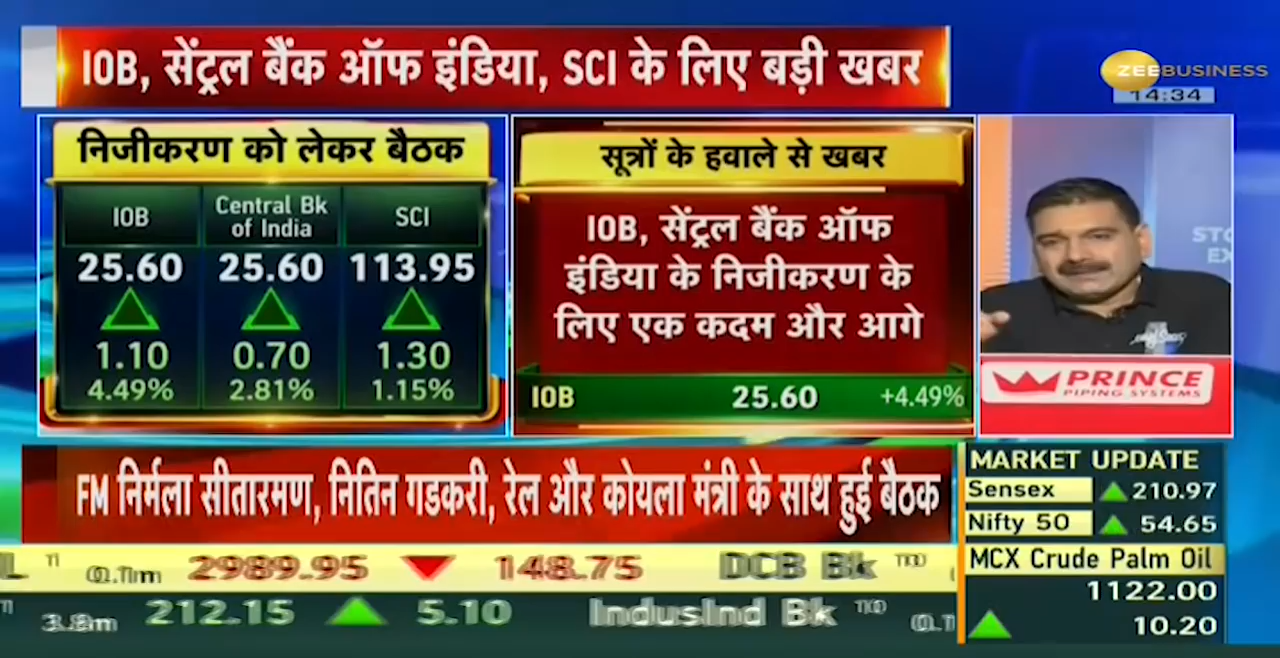 IOB, सेंट्रल बैंक ऑफ इंडिया, SCI के लिए बड़ी खबर
ZEEBUSINESS
14:34
निजीकरण को लेकर बैठक
IOB
Central Bk
of India
SCI
25.60
25.60
113.95
1.10
0.70
1.30
4.49%
2.81%
1.15%
सूत्रों के हवाले से खबर
IOB, सेंट्रल बैंक ऑफ
इंडिया के निजीकरण के
लिए एक कदम और आगे
IOB 25.60 +4.49%
STO
EX
PRINCE
PIPING SYSTEMS
FM निर्मला सीतारमण, नितिन गडकरी, रेल और कोयला मंत्री के साथ हुई बैठक
MARKET UPDATE
Sensex 210.97
Nifty 50 54.65
MCX Crude Palm Oil
1122.00
10.20
L 0.1m 2989.95 148.75 DCB Bk
3.8m 212.15 5.10 IndusInd Bk